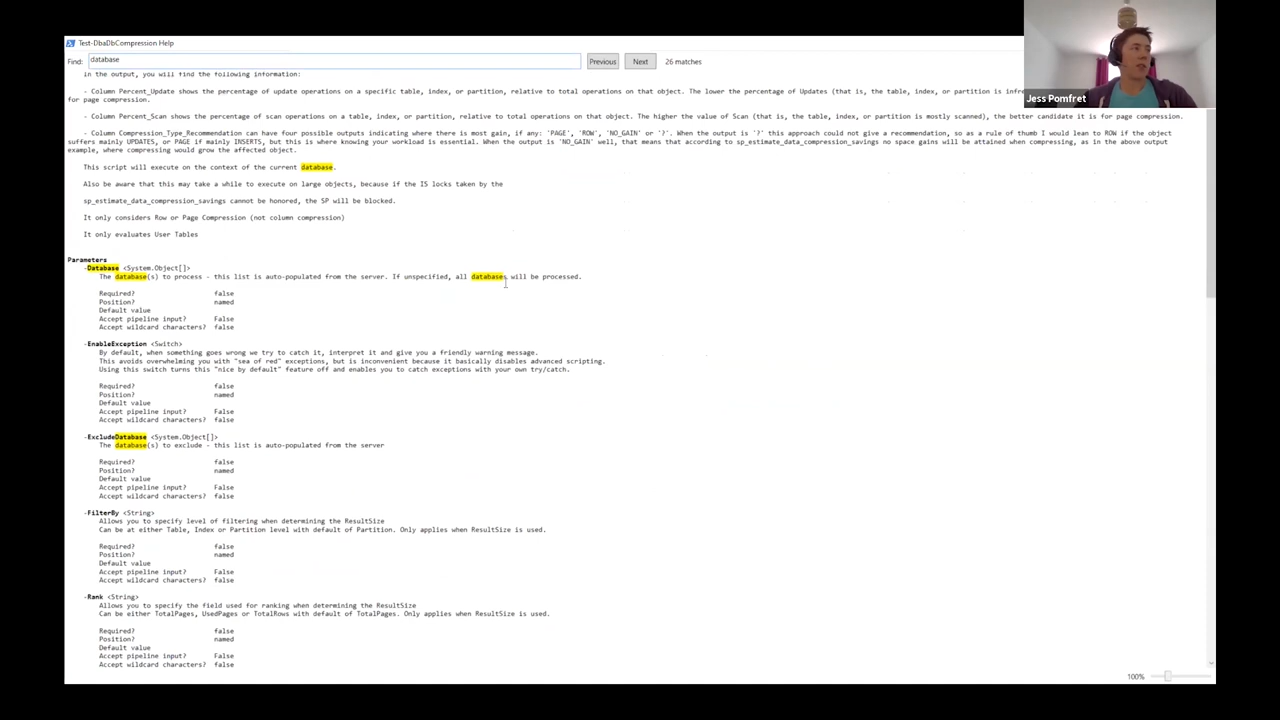 Test-DbaDbCompression Help
Find: database Previous Next 26 matches
In the output, you will find the following information:
- Column Percent_Update shows the percentage of update operations on a specific table, index, or partition, relative to total operations on that object. The lower the percentage of Updates (that is, the table, index, or partition is infre
for page compression.
- Column Percent_Scan shows the percentage of scan operations on a table, index, or partition, relative to total operations on that object. The higher the value of Scan (that is, the table, index, or partition is mostly scanned), the better candidate it is for page compression.
- Column Compression_Type_Recommendation can have four possible outputs indicating where there is most gain, if any: 'PAGE', 'ROW', 'NO_GAIN' or '?'. When the output is '?' this approach could not give a recommendation, so as a rule of thumb I would lean to ROW if the object
suffers mainly UPDATES, or PAGE if mainly INSERTS, but this is where knowing your workload is essential. When the output is 'NO_GAIN' well, that means that according to sp_estimate_data_compression_savings no space gains will be attained when compressing, as in the above output
example, where compressing would grow the affected object.
This script will execute on the context of the current database.
Also be aware that this may take a while to execute on large objects, because if the IS locks taken by the
sp_estimate_data_compression_savings cannot be honored, the SP will be blocked.
It only considers Row or Page Compression (not column compression)
It only evaluates User Tables
Parameters
-Database <System.Object[]>
The database(s) to process - this list is auto-populated from the server. If unspecified, all databases will be processed.
Required? false
Position? named
Default value
Accept pipeline input? False
Accept wildcard characters? false
-EnableException <Switch>
By default, when something goes wrong we try to catch it, interpret it and give you a friendly warning message.
This avoids overwhelming you with "sea of red" exceptions, but is inconvenient because it basically disables advanced scripting.
Using this switch turns this "nice by default" feature off and enables you to catch exceptions with your own try/catch.
Required? false
Position? named
Default value
Accept pipeline input? False
Accept wildcard characters? false
-ExcludeDatabase <System.Object[]>
The database(s) to exclude - this list is auto-populated from the server
Required? false
Position? named
Default value
Accept pipeline input? False
Accept wildcard characters? false
-FilterBy <String>
Allows you to specify level of filtering when determining the ResultSize
Can be at either Table, Index or Partition level with default of Partition. Only applies when ResultSize is used.
Required? false
Position? named
Default value
Accept pipeline input? False
Accept wildcard characters? false
-Rank <String>
Allows you to specify the field used for ranking when determining the ResultSize
Can be either TotalPages, UsedPages or TotalRows with default of TotalPages. Only applies when ResultSize is used.
Required? false
Position? named
Default value
Accept pipeline input? False
Accept wildcard characters? false
100%
Jess Pomfret